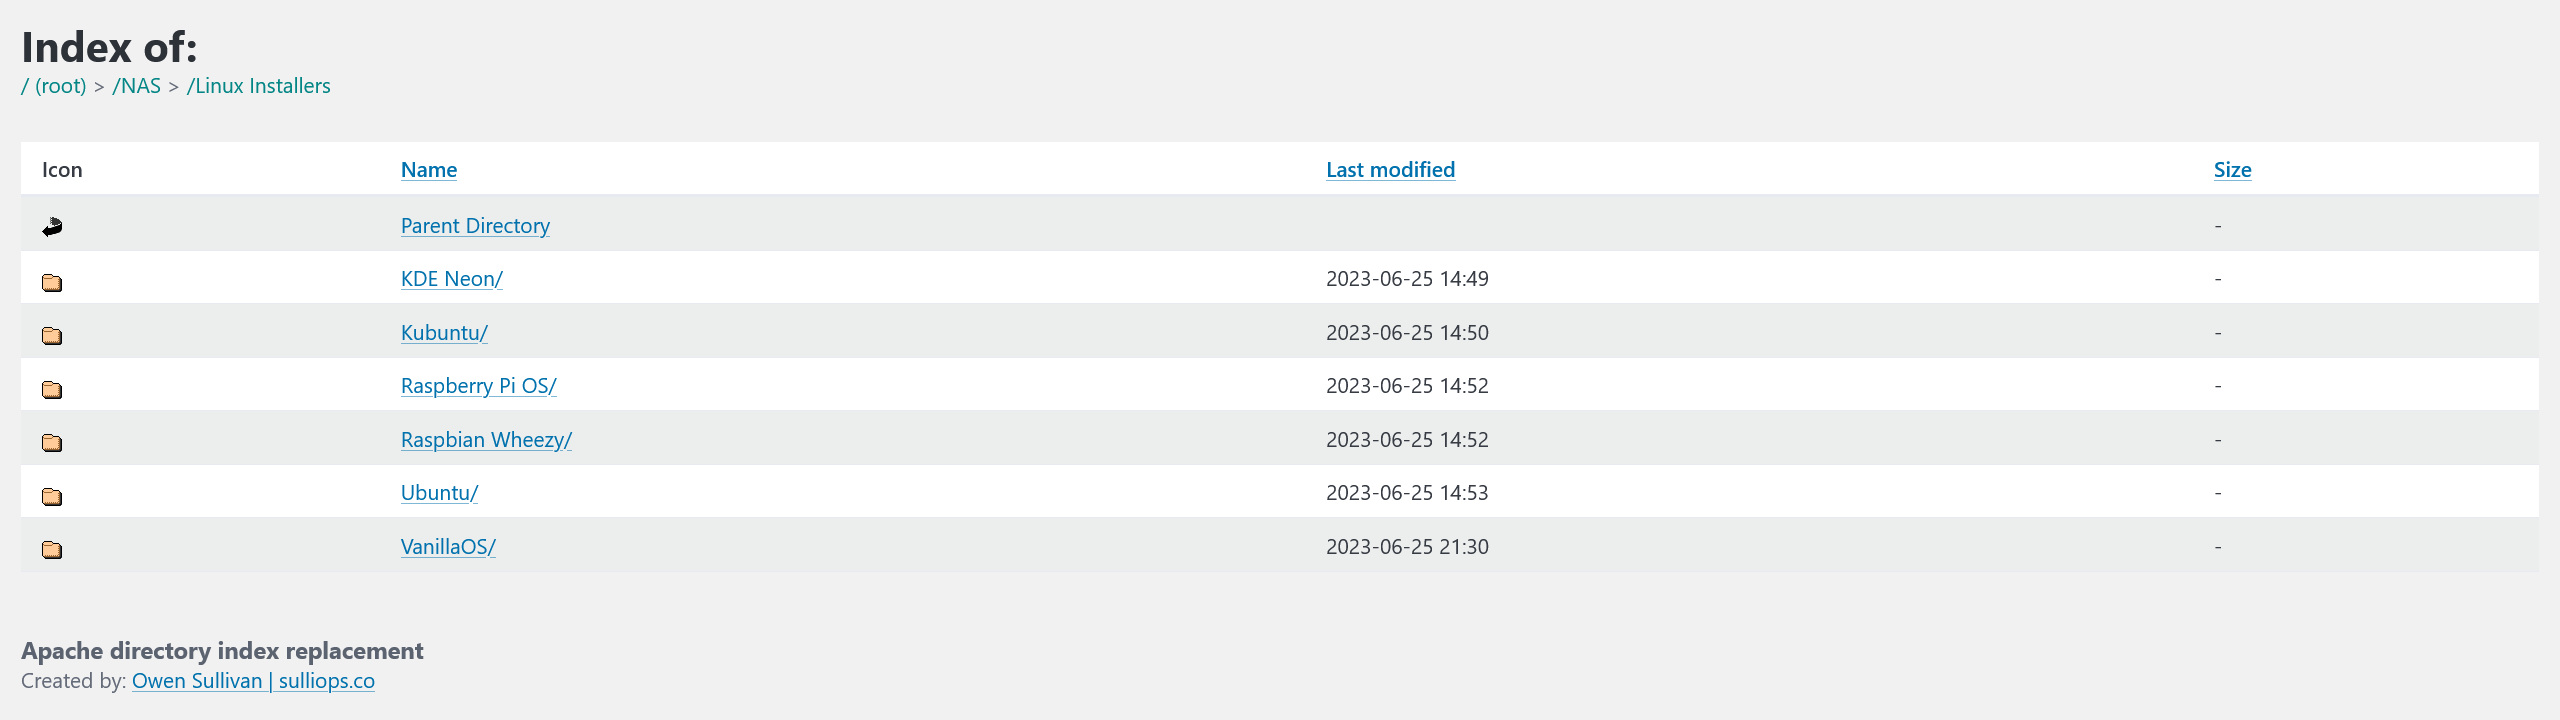 Index of:
/ (root) > /NAS > /Linux Installers
Icon Name Last modified Size
Parent Directory -
KDE Neon/ 2023-06-25 14:49 -
Kubuntu/ 2023-06-25 14:50 -
Raspberry Pi OS/ 2023-06-25 14:52 -
Raspbian Wheezy/ 2023-06-25 14:52 -
Ubuntu/ 2023-06-25 14:53 -
VanillaOS/ 2023-06-25 21:30 -
Apache directory index replacement
Created by: Owen Sullivan | sulliops.co